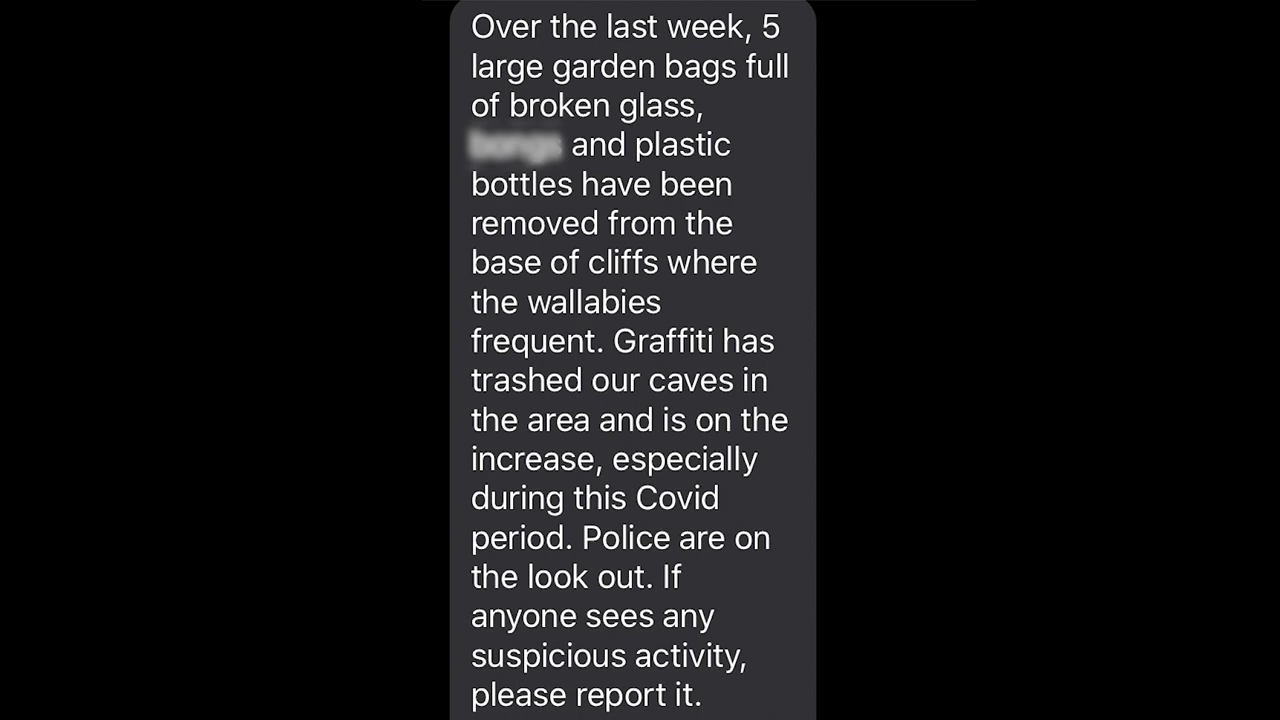 Over the last week, 5
large garden bags full
of broken glass,
and plastic
bottles have been
removed from the
base of cliffs where
the wallabies
frequent. Graffiti has
trashed our caves in
the area and is on the
increase, especially
during this Covid
period. Police are on
the look out. If
anyone sees any
suspicious activity,
please report it.